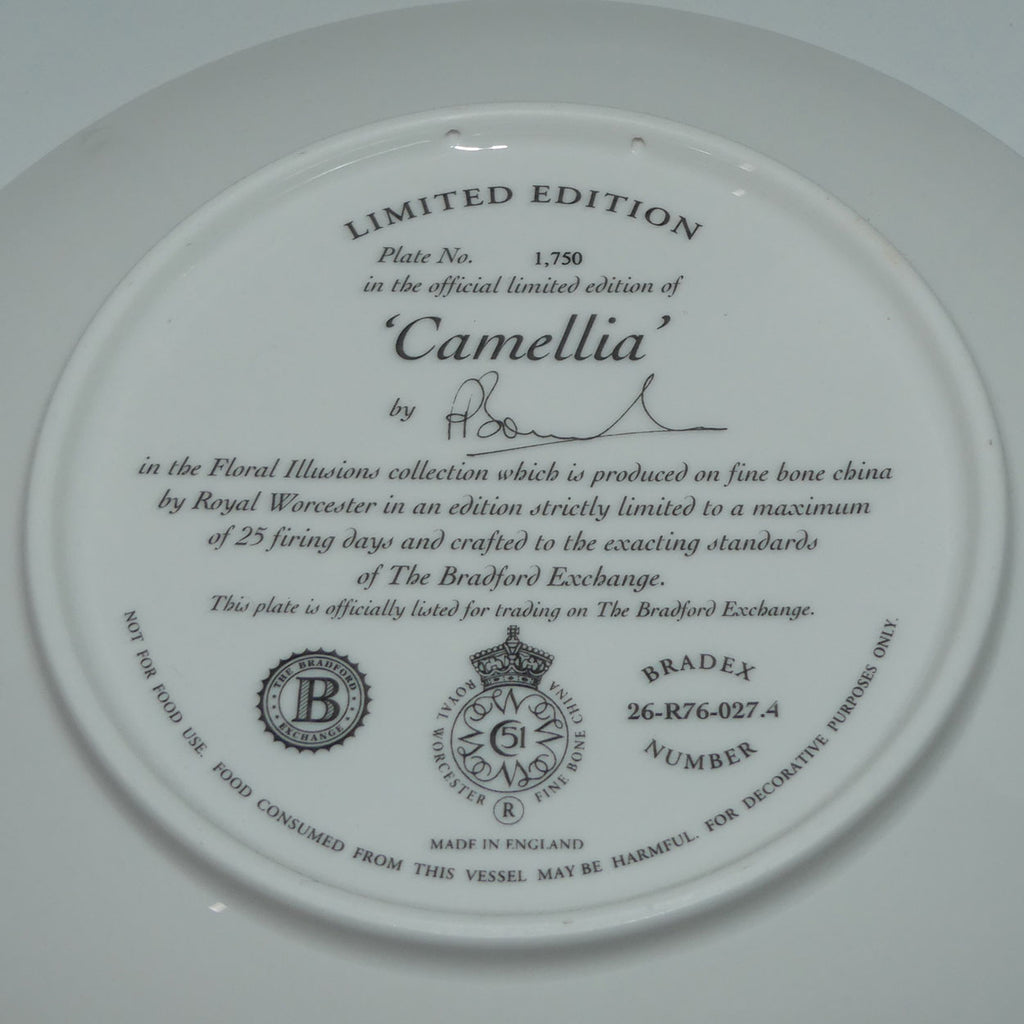 LIMITED EDITION
Plate No. 1,750
in the official limited edition of
‘Camellia’
by
in the Floral Illusions collection which is produced on fine bone china
by Royal Worcester in an edition strictly limited to a maximum
of 25 firing days and crafted to the exacting standards
of The Bradford Exchange.
This plate is officially listed for trading on The Bradford Exchange.
THE BRADFORD
B
EXCHANGE
ROYAL WORCESTER
51
FINE BONE CHINA
R
BRADEX
26-R76-027.4
NUMBER
MADE IN ENGLAND
NOT FOR FOOD USE. FOOD CONSUMED FROM THIS VESSEL MAY BE HARMFUL. FOR DECORATIVE PURPOSES ONLY.